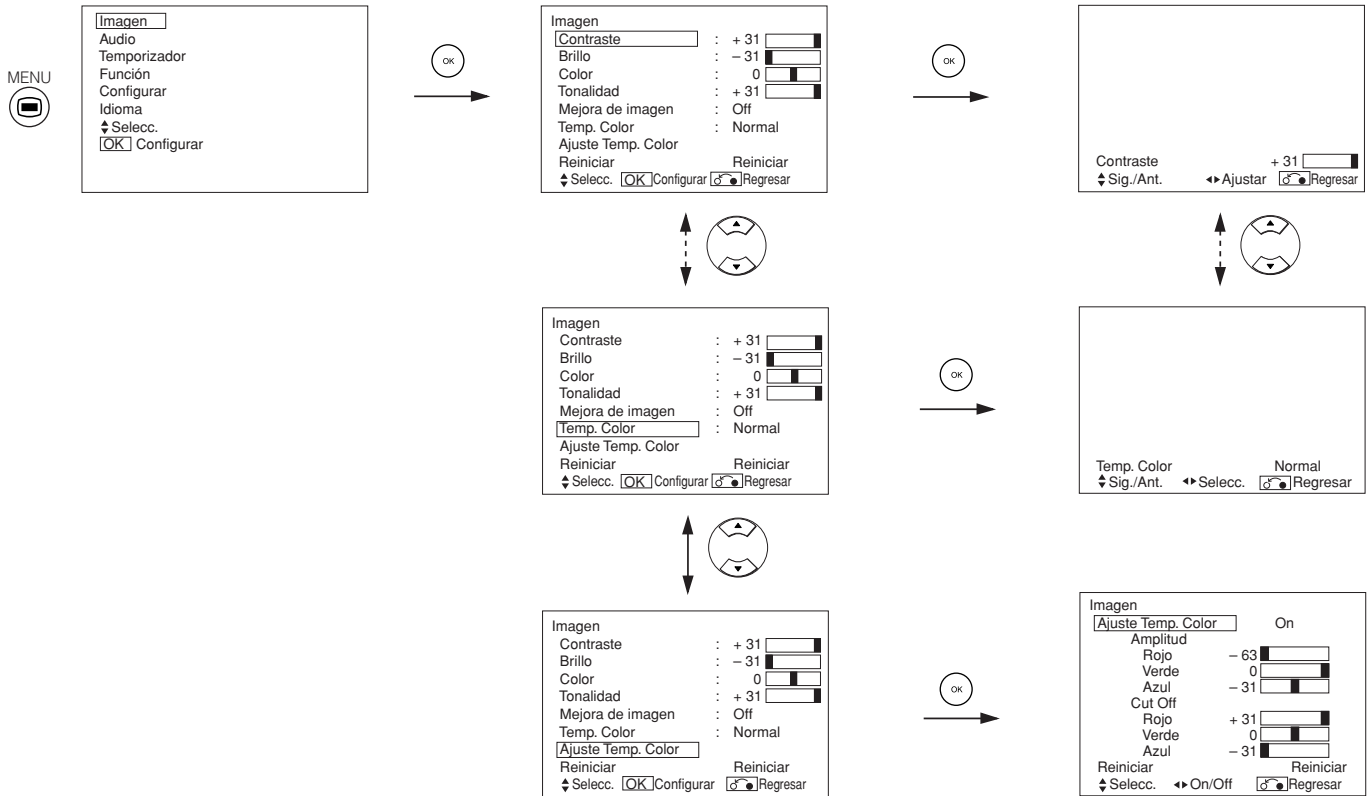 MENU
Imagen
Audio
Temporizador
Función
Configurar
Idioma
Selecc.
OK Configurar
OK
Imagen
Contraste : + 31
Brillo : – 31
Color : 0
Tonalidad : + 31
Mejora de imagen : Off
Temp. Color : Normal
Ajuste Temp. Color
Reiniciar Reiniciar
Selecc. OK Configurar Regresar
OK
Contraste + 31
Sig./Ant. Ajustar Regresar
Imagen
Contraste : + 31
Brillo : – 31
Color : 0
Tonalidad : + 31
Mejora de imagen : Off
Temp. Color : Normal
Ajuste Temp. Color
Reiniciar Reiniciar
Selecc. OK Configurar Regresar
OK
Temp. Color Normal
Sig./Ant. Selecc. Regresar
Imagen
Contraste : + 31
Brillo : – 31
Color : 0
Tonalidad : + 31
Mejora de imagen : Off
Temp. Color : Normal
Ajuste Temp. Color
Reiniciar Reiniciar
Selecc. OK Configurar Regresar
OK
Imagen
Ajuste Temp. Color On
Amplitud
Rojo – 63
Verde 0
Azul – 31
Cut Off
Rojo + 31
Verde 0
Azul – 31
Reiniciar Reiniciar
Selecc. On/Off Regresar